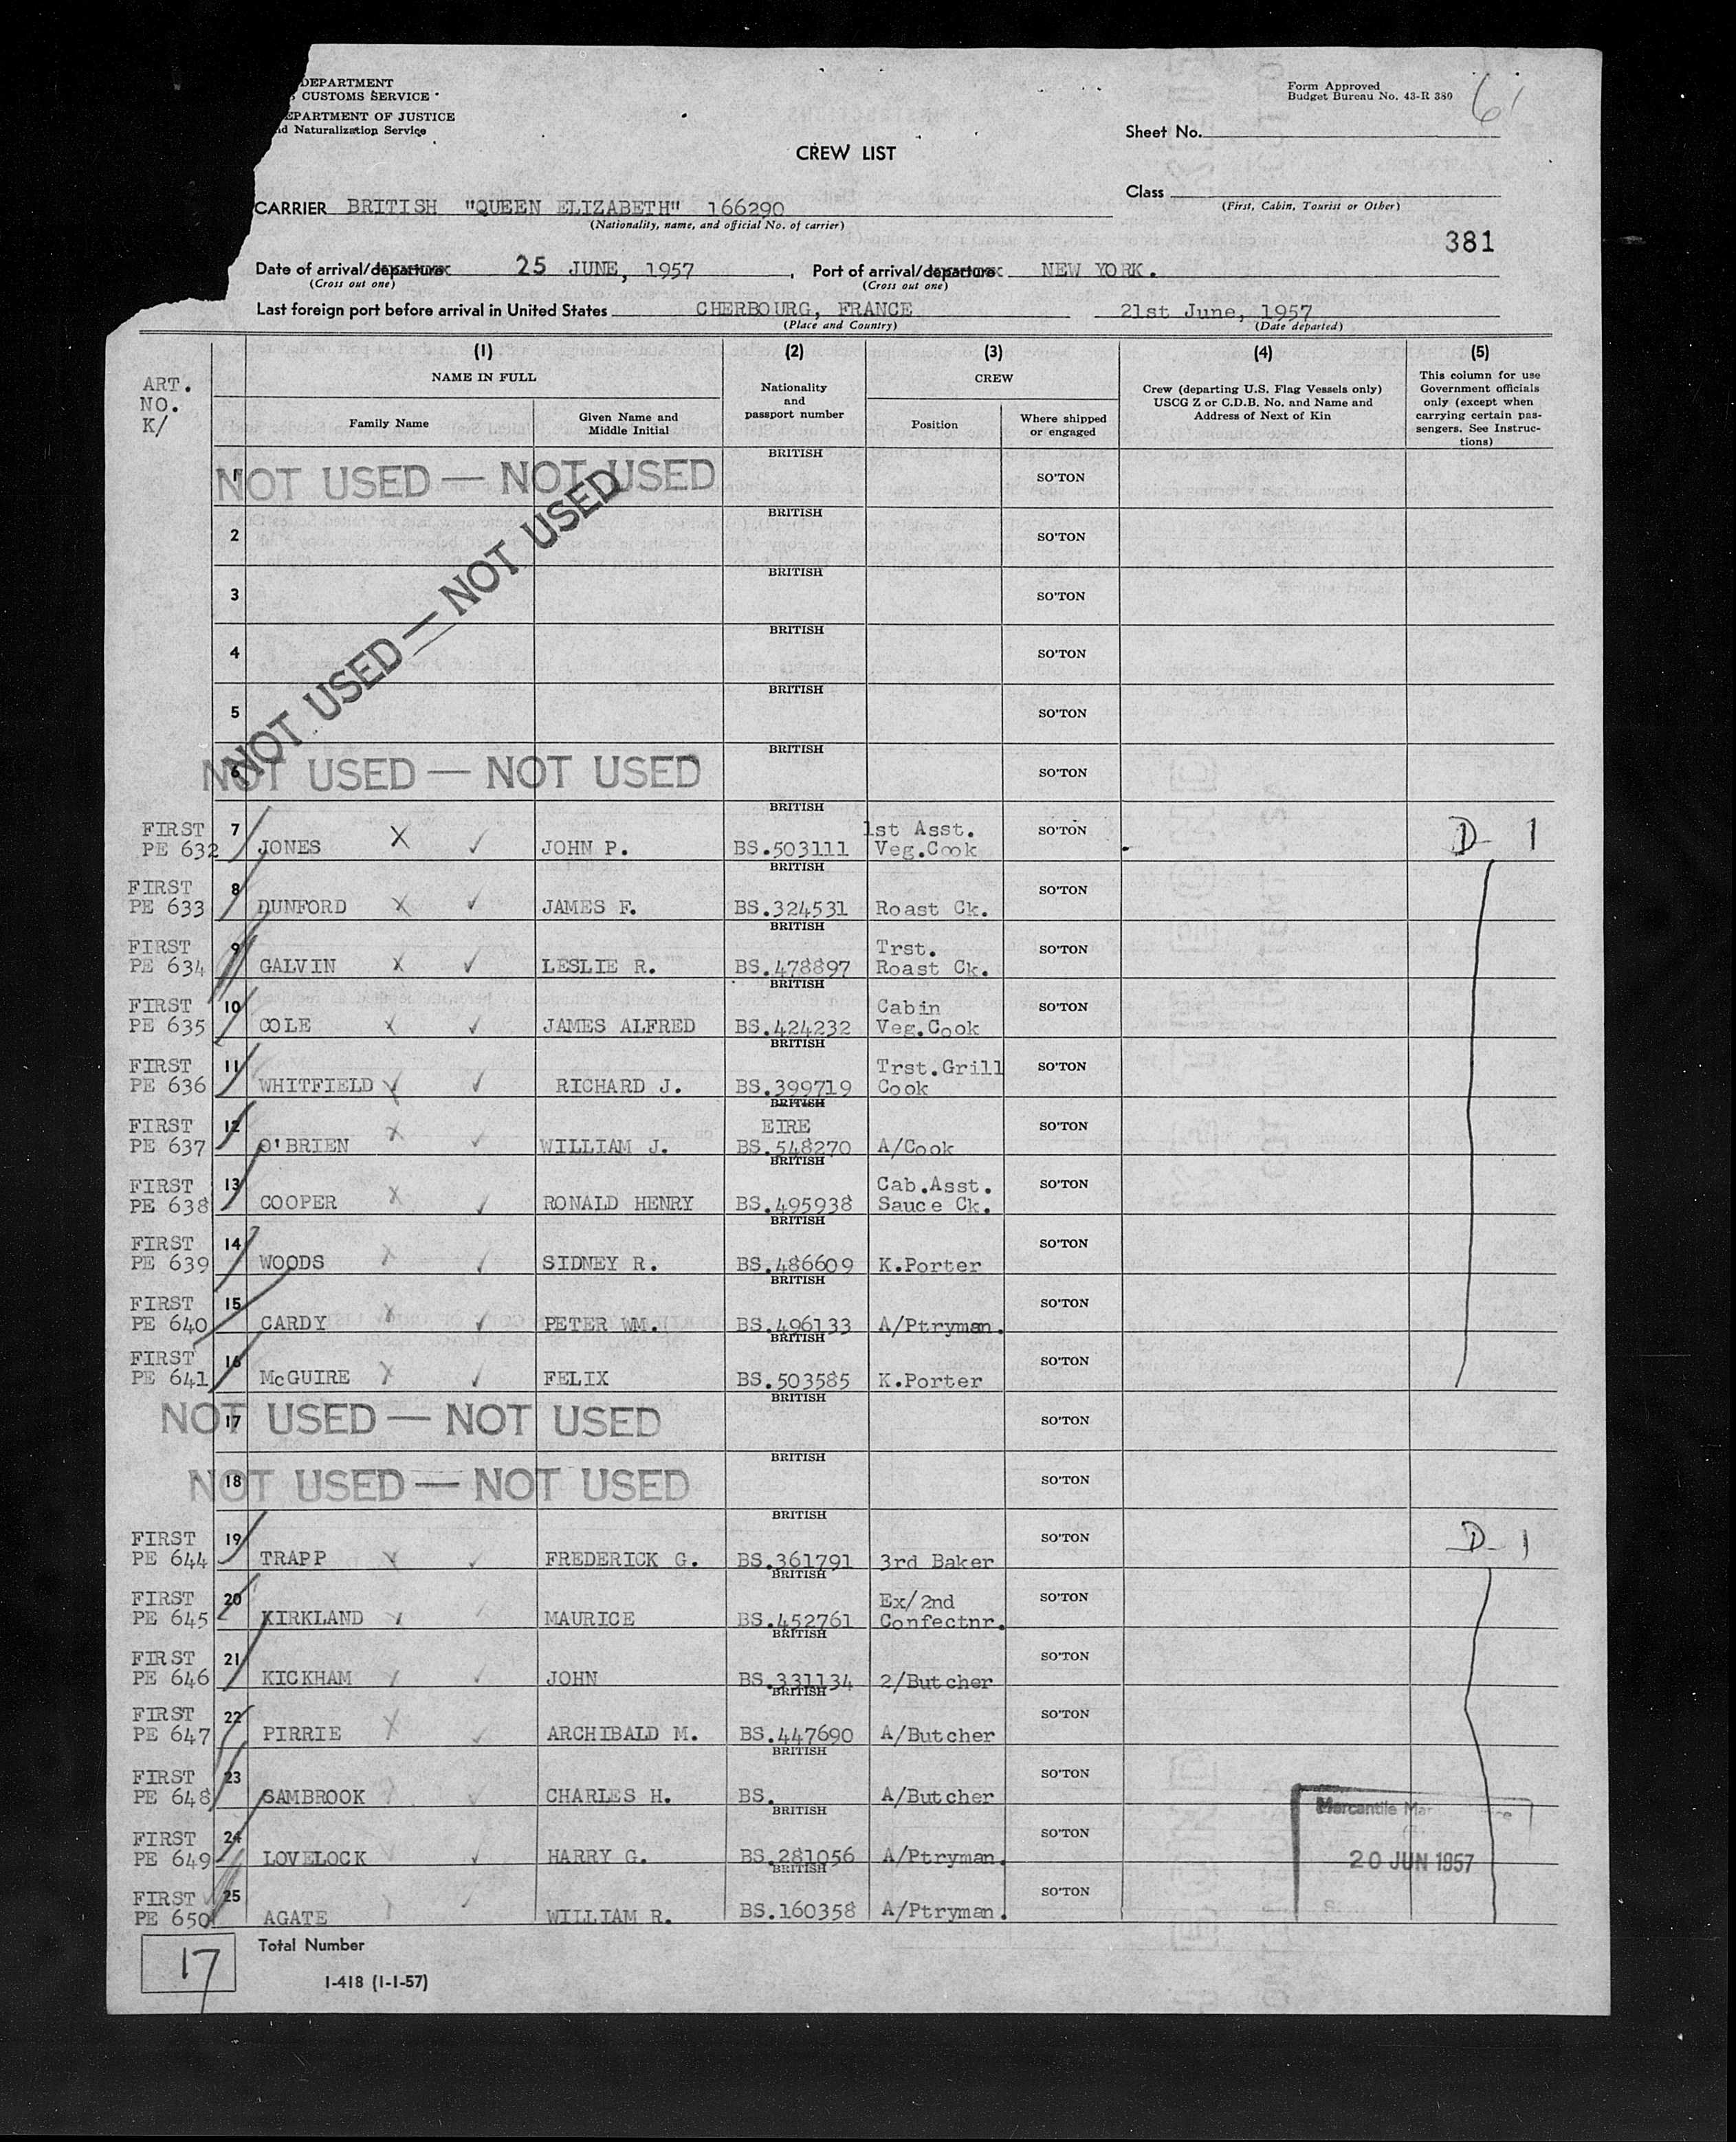 DEPARTMENT
CUSTOMS SERVICE
EPARTMENT OF JUSTICE
nd Naturalization Service
Form Approved
Budget Bureau No. 43-R 380
61
Sheet No.
CREW LIST
Class
(First, Cabin, Tourist or Other)
CARRIER BRITISH "QUEEN ELIZABETH" 166290
(Nationality, name, and official No. of carrier)
381
Date of arrival/departure 25 JUNE, 1957, Port of arrival/departure NEW YORK.
(Cross out one) (Cross out one)
Last foreign port before arrival in United States CHERBOURG, FRANCE 21st June, 1957
(Place and Country) (Date departed)
ART.
NO.
K/
(1) (2) (3) (4) (5)
NAME IN FULL
Family Name
Given Name and
Middle Initial
Nationality
and
passport number
CREW
Position
Where shipped
or engaged
Crew (departing U.S. Flag Vessels only)
USCG Z or C.D.B. No. and Name and
Address of Next of Kin
This column for use
Government officials
only (except when
carrying certain pas-
sengers. See Instruc-
tions)
BRITISH
1 NOT USED — NOT USED SO'TON
BRITISH
2 SO'TON
NOT USED — NOT USED
BRITISH
3 SO'TON
BRITISH
4 SO'TON
BRITISH
5 SO'TON
BRITISH
6 NOT USED — NOT USED SO'TON
BRITISH
FIRST 7 1st Asst. SO'TON D- 1
PE 632 JONES X ✓ JOHN P. BS.503111 Veg.Cook
BRITISH
FIRST 8 SO'TON
PE 633 DUNFORD X ✓ JAMES F. BS.324531 Roast Ck.
BRITISH
FIRST 9 Trst. SO'TON
PE 634 GALVIN X ✓ LESLIE R. BS.478897 Roast Ck.
BRITISH
FIRST 10 Cabin SO'TON
PE 635 COLE X ✓ JAMES ALFRED BS.424232 Veg.Cook
BRITISH
FIRST 11 Trst.Grill SO'TON
PE 636 WHITFIELD X ✓ RICHARD J. BS.399719 Cook
BRITISH
FIRST 12 EIRE SO'TON
PE 637 O'BRIEN X ✓ WILLIAM J. BS.548270 A/Cook
BRITISH
FIRST 13 Cab.Asst. SO'TON
PE 638 COOPER X ✓ RONALD HENRY BS.495938 Sauce Ck.
BRITISH
FIRST 14 SO'TON
PE 639 WOODS X ✓ SIDNEY R. BS.486609 K.Porter
BRITISH
FIRST 15 SO'TON
PE 640 CARDY X ✓ PETER WM. BS.496133 A/Ptryman.
BRITISH
FIRST 16 SO'TON
PE 641 McGUIRE X ✓ FELIX BS.503585 K.Porter
BRITISH
17 NOT USED — NOT USED SO'TON
BRITISH
18 NOT USED — NOT USED SO'TON
BRITISH
FIRST 19 SO'TON D- 1
PE 644 TRAPP X ✓ FREDERICK G. BS.361791 3rd Baker
BRITISH
FIRST 20 Ex/2nd SO'TON
PE 645 KIRKLAND X ✓ MAURICE BS.452761 Confectnr.
BRITISH
FIRST 21 SO'TON
PE 646 KICKHAM X ✓ JOHN BS.331134 2/Butcher
BRITISH
FIRST 22 SO'TON
PE 647 PIRRIE X ✓ ARCHIBALD M. BS.447690 A/Butcher
BRITISH
FIRST 23 SO'TON
PE 648 SAMBROOK ✓ CHARLES H. BS. A/Butcher
BRITISH
Mercantile Mar
FIRST 24 SO'TON
PE 649 LOVELOCK ✓ HARRY G. BS.281056 A/Ptryman.
20 JUN 1957
BRITISH
FIRST 25 SO'TON
PE 650 AGATE ✓ WILLIAM R. BS.160358 A/Ptryman.
17 Total Number
I-418 (1-1-57)